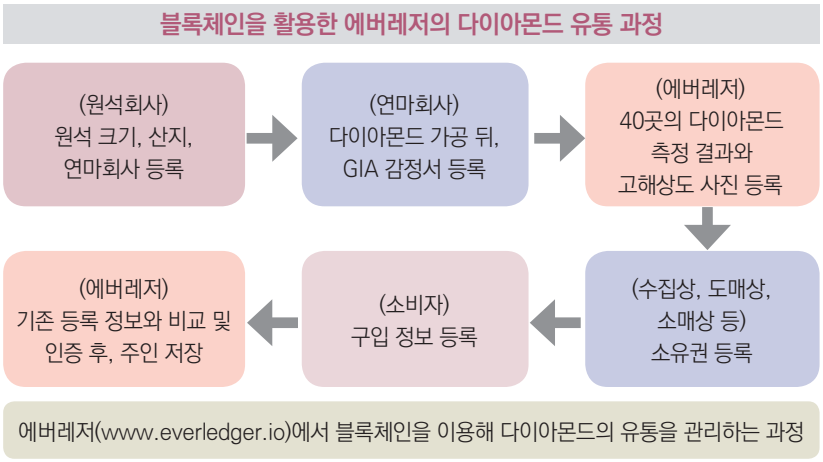 블록체인을 활용한 에버레저의 다이아몬드 유통 과정
(원석회사)
원석 크기, 산지,
연마회사 등록
(연마회사)
다이아몬드 가공 뒤,
GIA 감정서 등록
(에버레저)
40곳의 다이아몬드
측정 결과와
고해상도 사진 등록
(수집상, 도매상,
소매상 등)
소유권 등록
(소비자)
구입 정보 등록
(에버레저)
기존 등록 정보와 비교 및
인증 후, 주인 저장
에버레저(www.everledger.io)에서 블록체인을 이용해 다이아몬드의 유통을 관리하는 과정